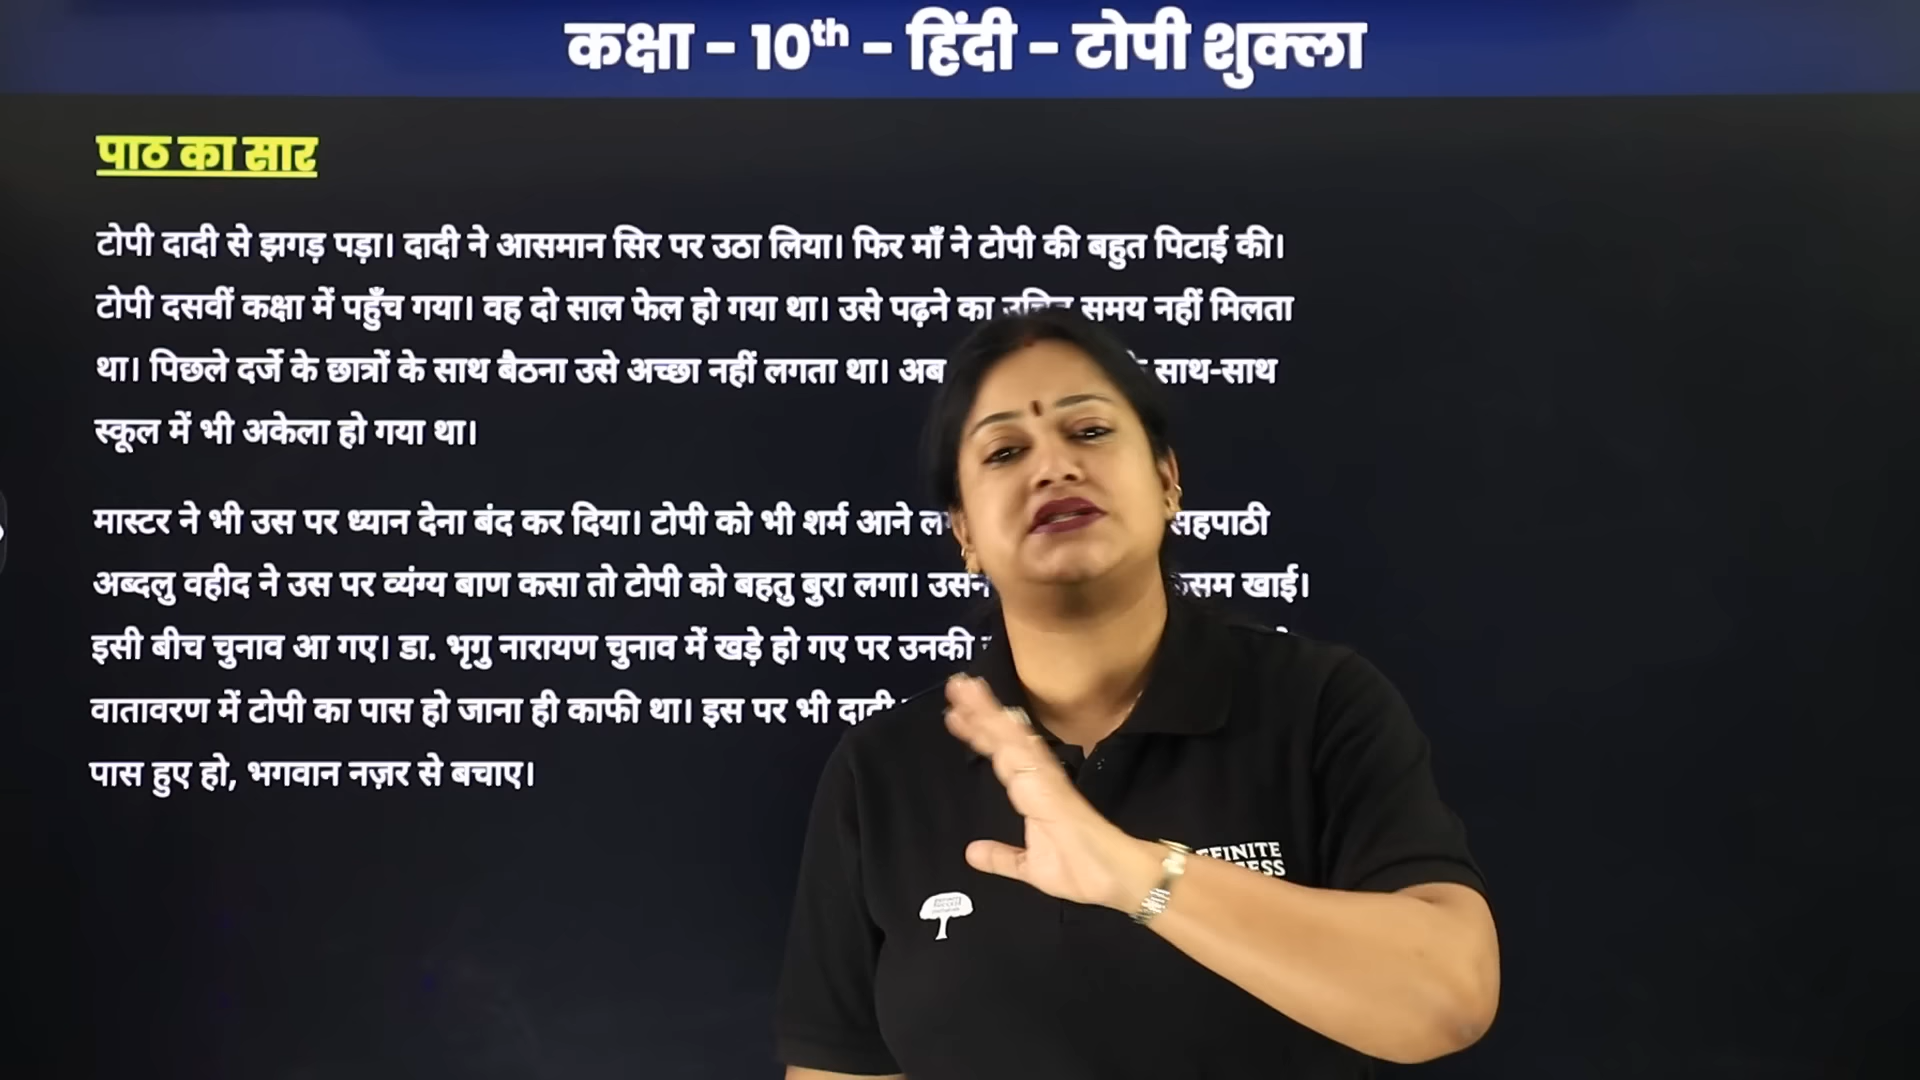 कक्षा - 10th - हिंदी - टोपी शुक्ला
पाठ का सार
टोपी दादी से झगड़ पड़ा। दादी ने आसमान सिर पर उठा लिया। फिर माँ ने टोपी की बहुत पिटाई की।
टोपी दसवीं कक्षा में पहुँच गया। वह दो साल फेल हो गया था। उसे पढ़ने का समय नहीं मिलता
था। पिछले दर्जे के छात्रों के साथ बैठना उसे अच्छा नहीं लगता था। अब साथ-साथ
स्कूल में भी अकेला हो गया था।
मास्टर ने भी उस पर ध्यान देना बंद कर दिया। टोपी को भी शर्म आने सहपाठी
अब्दलु वहीद ने उस पर व्यंग्य बाण कसा तो टोपी को बहतु बुरा लगा। खाई।
इसी बीच चुनाव आ गए। डा. भृगु नारायण चुनाव में खड़े हो गए पर उनकी
वातावरण में टोपी का पास हो जाना ही काफी था। इस पर भी दादी
पास हुए हो, भगवान नज़र से बचाए।